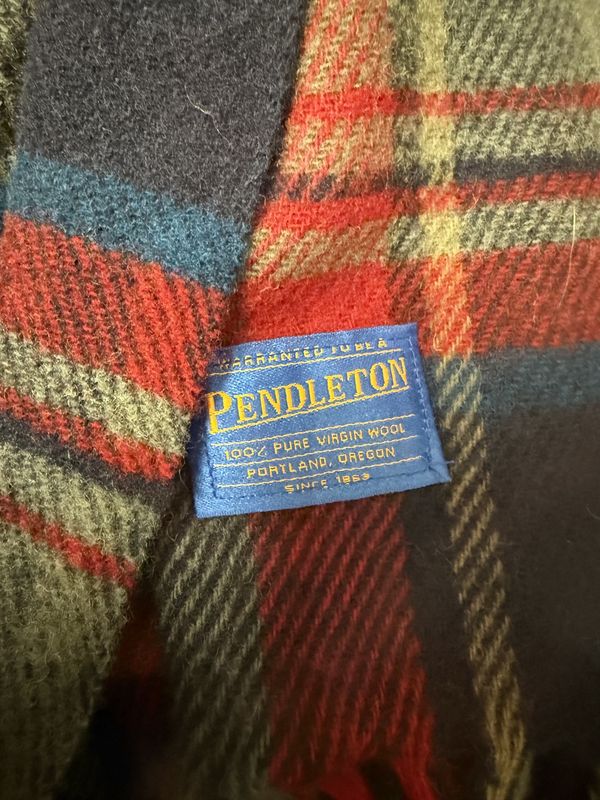 WARRANTED TO BE A
PENDLETON
100% PURE VIRGIN WOOL
PORTLAND, OREGON
SINCE 1863